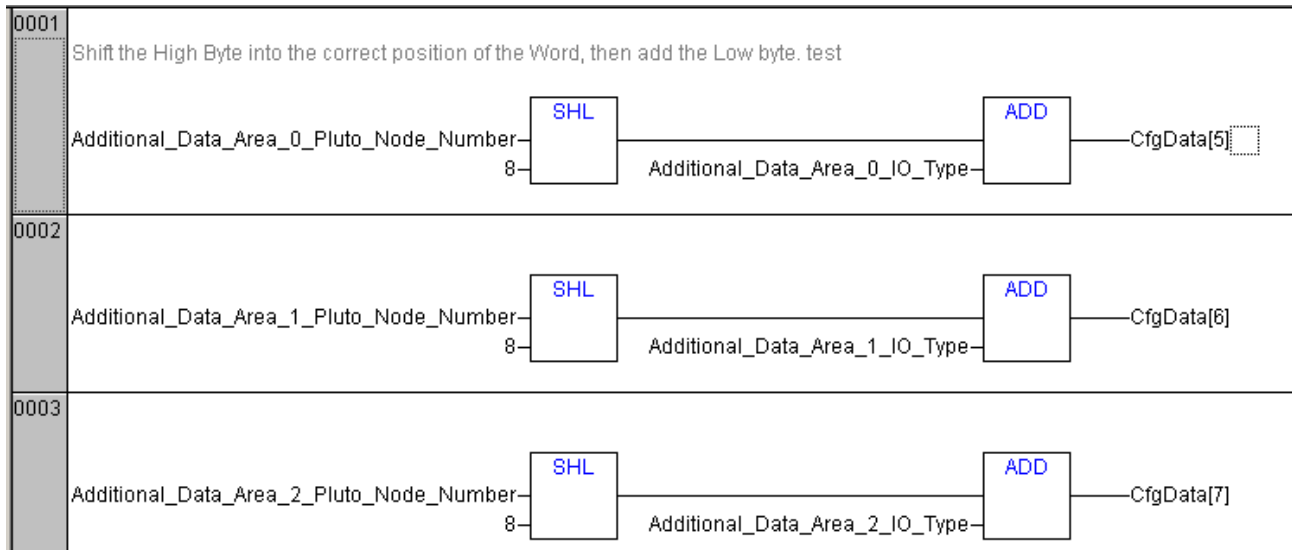 0001
Shift the High Byte into the correct position of the Word, then add the Low byte. test
SHL ADD
Additional_Data_Area_0_Pluto_Node_Number CfgData[5]
8 Additional_Data_Area_0_IO_Type
0002
SHL ADD
Additional_Data_Area_1_Pluto_Node_Number CfgData[6]
8 Additional_Data_Area_1_IO_Type
0003
SHL ADD
Additional_Data_Area_2_Pluto_Node_Number CfgData[7]
8 Additional_Data_Area_2_IO_Type